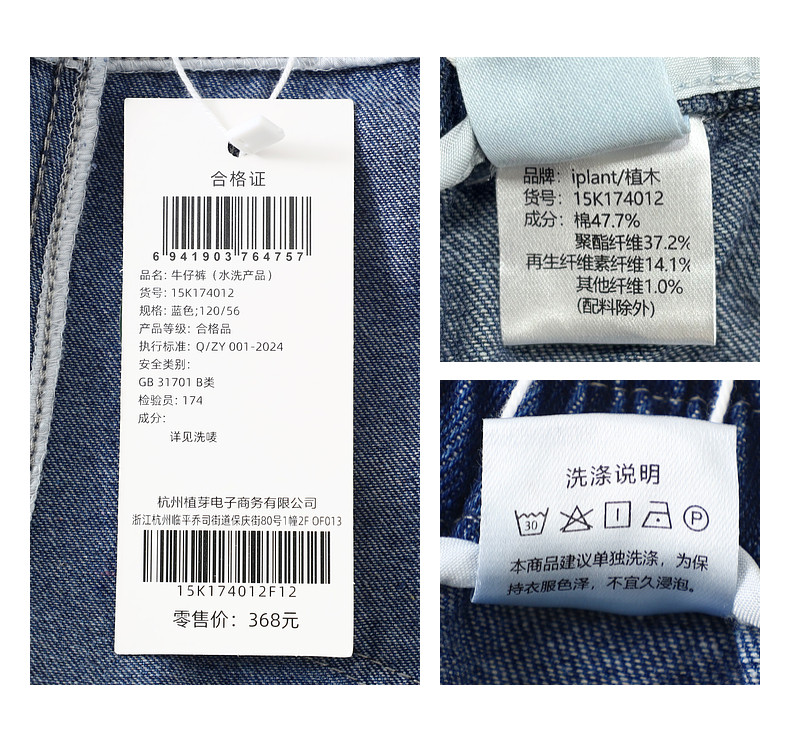 合格证
6 941903 764757
品名: 牛仔裤（水洗产品）
货号: 15K174012
规格: 蓝色;120/56
产品等级: 合格品
执行标准: Q/ZY 001-2024
安全类别:
GB 31701 B类
检验员: 174
成分:
详见洗唛
杭州植芽电子商务有限公司
浙江杭州临平乔司街道保庆街80号1幢2F OF013
15K174012F12
零售价: 368元
品牌: iplant/植木
货号: 15K174012
成分: 棉47.7%
聚酯纤维37.2%
再生纤维素纤维14.1%
其他纤维1.0%
(配料除外)
洗涤说明
30 P
本商品建议单独洗涤，为保
持衣服色泽，不宜久浸泡。